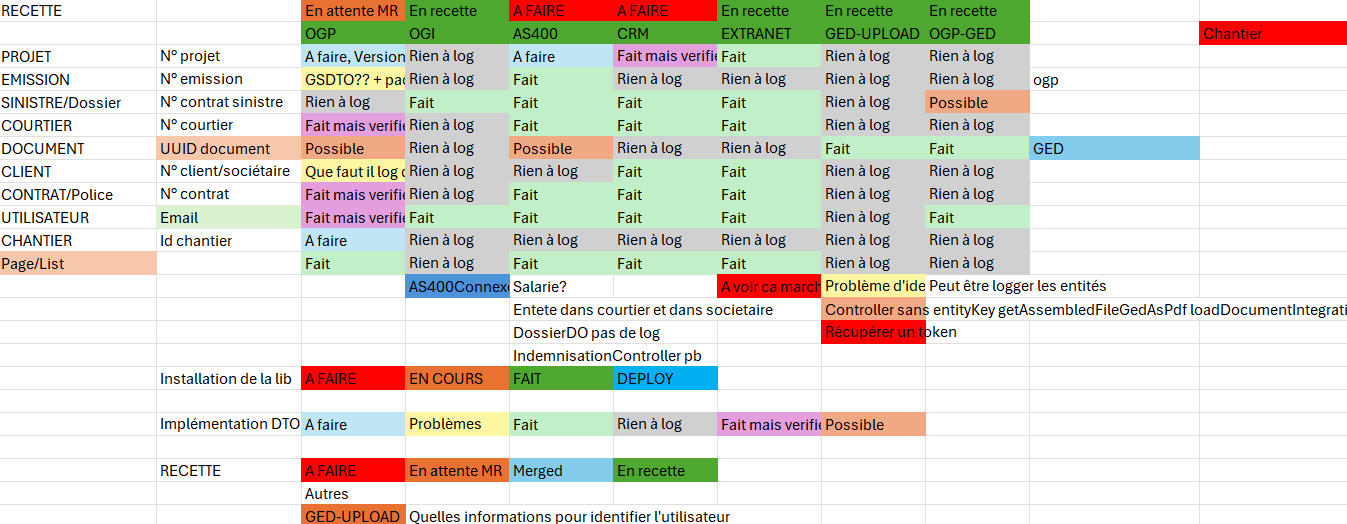 RECETTE En attente MR En recette A FAIRE A FAIRE En recette En recette En recette
OGP OGI AS400 CRM EXTRANET GED-UPLOAD OGP-GED Chantier
PROJET N° projet A faire, Version Rien à log A faire Fait mais verifie Fait Rien à log Rien à log
EMISSION N° emission GSDTO?? + pac Rien à log Fait Rien à log Rien à log Rien à log Rien à log ogp
SINISTRE/Dossier N° contrat sinistre Rien à log Fait Fait Fait Fait Rien à log Possible
COURTIER N° courtier Fait mais verifie Rien à log Fait Fait Fait Rien à log Rien à log
DOCUMENT UUID document Possible Rien à log Possible Rien à log Rien à log Fait Fait GED
CLIENT N° client/sociétaire Que faut il log Rien à log Rien à log Fait Fait Rien à log Rien à log
CONTRAT/Police N° contrat Fait mais verifie Rien à log Fait Fait Fait Rien à log Rien à log
UTILISATEUR Email Fait mais verifie Fait Fait Fait Fait Rien à log Fait
CHANTIER Id chantier A faire Rien à log Rien à log Rien à log Rien à log Rien à log Rien à log
Page/List Fait Rien à log Fait Fait Fait Rien à log Rien à log
AS400Connex Salarie? A voir ca march Problème d'ide Peut être logger les entités
Entete dans courtier et dans societaire Controller sans entityKey getAssembledFileGedAsPdf loadDocumentIntegrati
DossierDO pas de log Récupérer un token
IndemnisationController pb
Installation de la lib A FAIRE EN COURS FAIT DEPLOY
Implémentation DTO A faire Problèmes Fait Rien à log Fait mais verifie Possible
RECETTE A FAIRE En attente MR Merged En recette
Autres
GED-UPLOAD Quelles informations pour identifier l'utilisateur